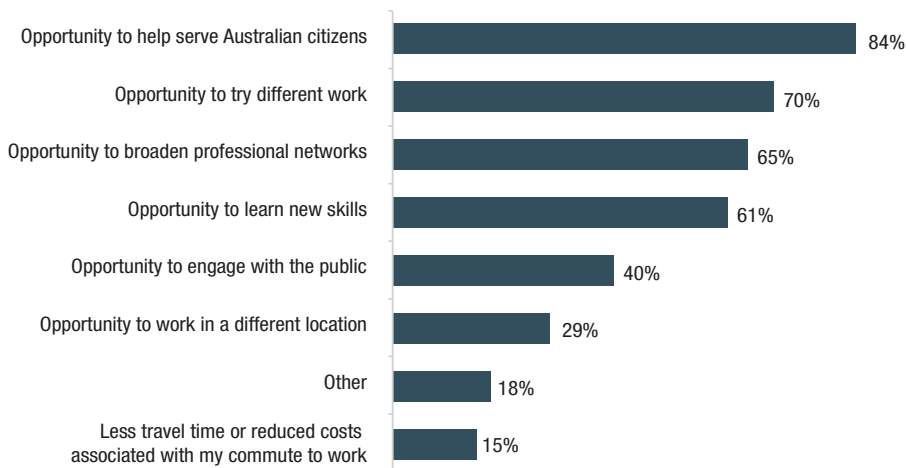 Opportunity to help serve Australian citizens 84%
Opportunity to try different work 70%
Opportunity to broaden professional networks 65%
Opportunity to learn new skills 61%
Opportunity to engage with the public 40%
Opportunity to work in a different location 29%
Other 18%
Less travel time or reduced costs
associated with my commute to work 15%